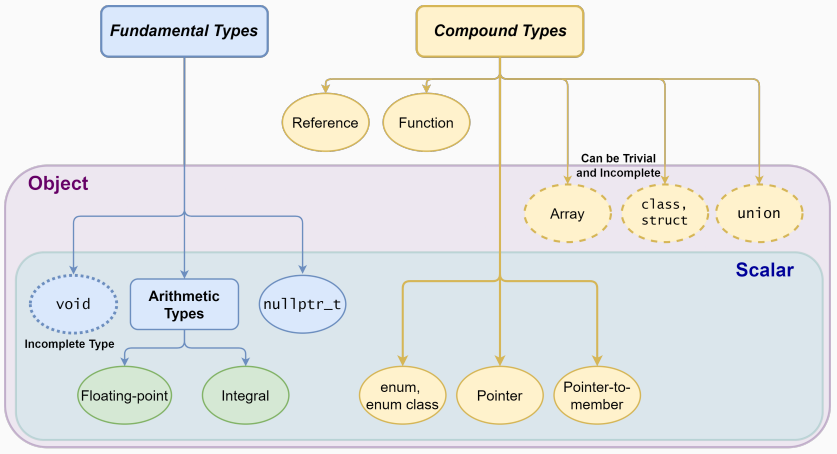 Fundamental Types
Compound Types
Reference
Function
Can be Trivial
and Incomplete
Object
Array
class,
struct
union
Scalar
void
Arithmetic
Types
nullptr_t
Incomplete Type
Floating-point
Integral
enum,
enum class
Pointer
Pointer-to-
member